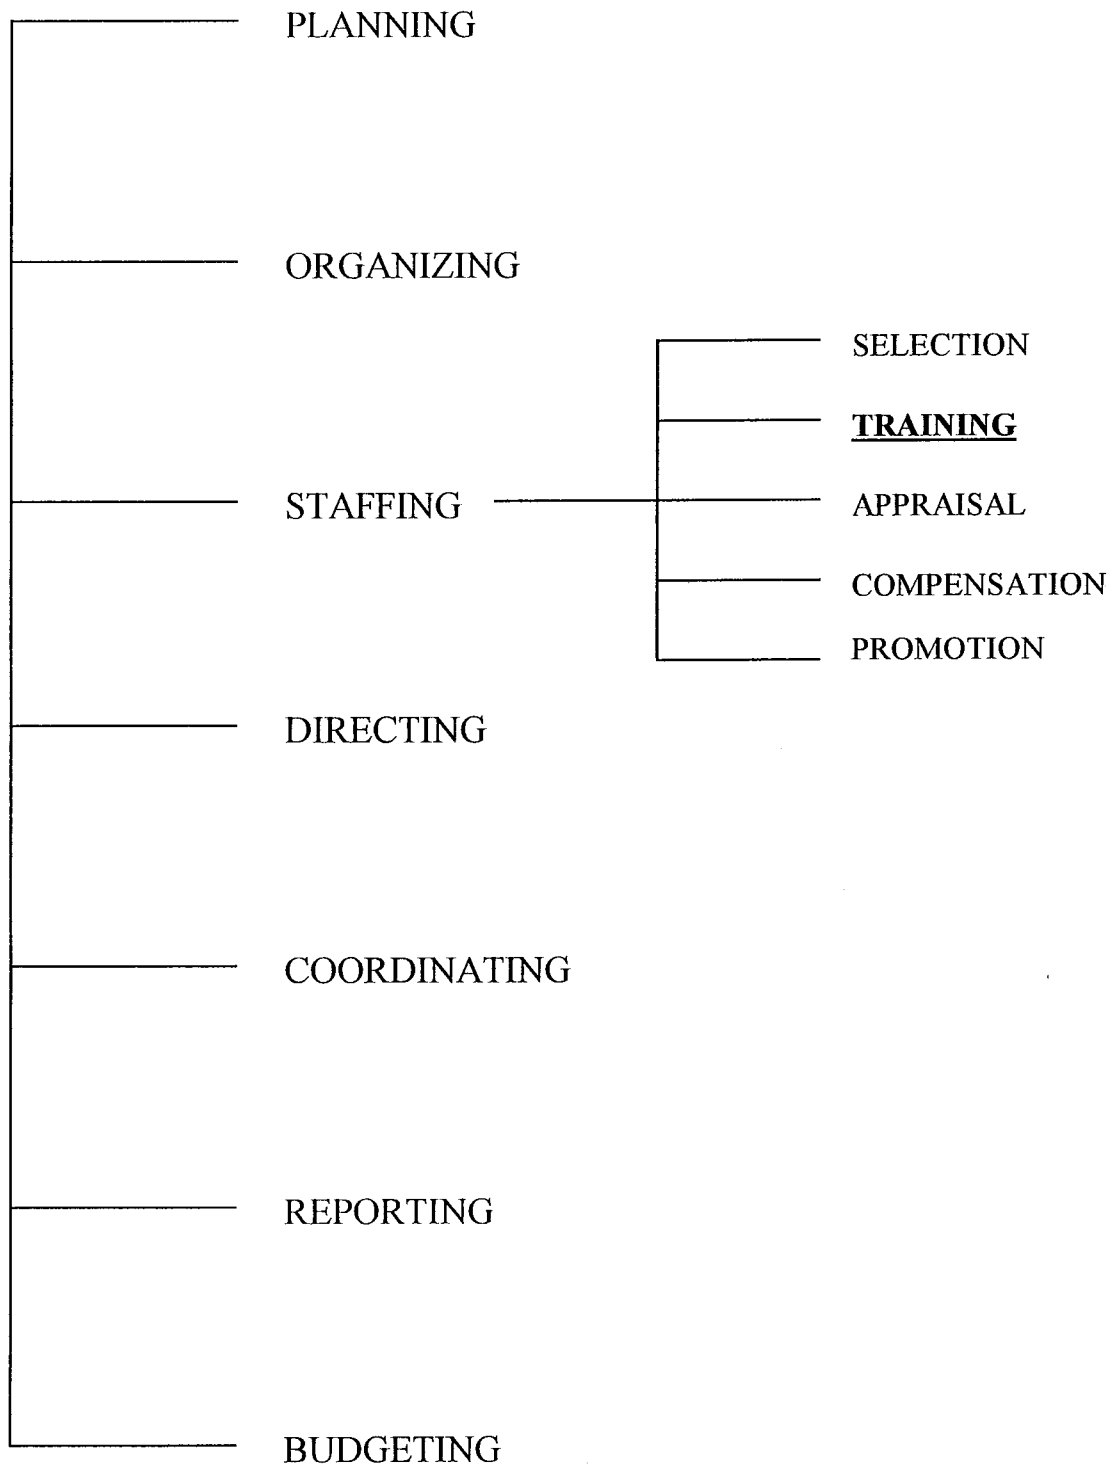 PLANNING
ORGANIZING
SELECTION
TRAINING
STAFFING
APPRAISAL
COMPENSATION
PROMOTION
DIRECTING
COORDINATING
REPORTING
BUDGETING